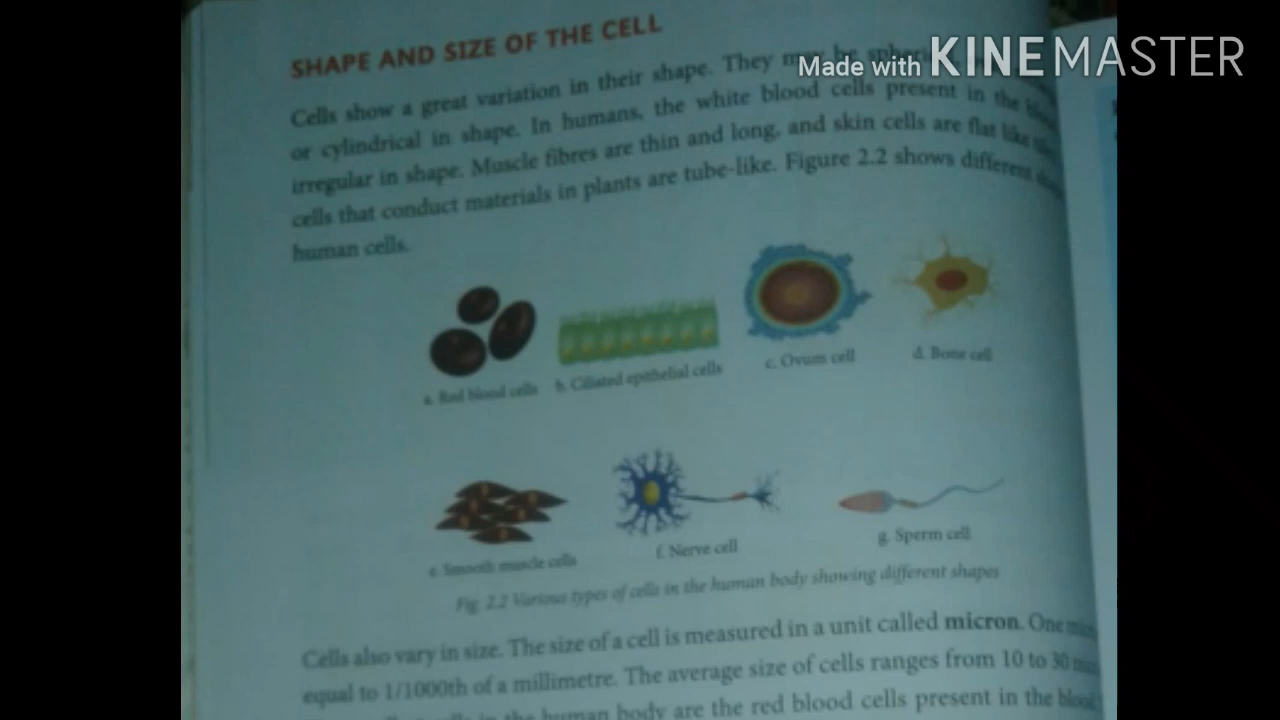 SHAPE AND SIZE OF THE CELL
Made with KINEMASTER
Cells show a great variation in their shape. They may be
or cylindrical in shape. In humans, the white blood cells present in the
irregular in shape. Muscle fibres are thin and long, and skin cells are flat like
cells that conduct materials in plants are tube-like. Figure 2.2 shows different
human cells.
a. Red blood cells
b. Ciliated epithelial cells
c. Ovum cell
d. Bone cell
e. Smooth muscle cells
f. Nerve cell
g. Sperm cell
Fig. 2.2 Various types of cells in the human body showing different shapes
Cells also vary in size. The size of a cell is measured in a unit called micron. One
equal to 1/1000th of a millimetre. The average size of cells ranges from 10 to 30
in the human body are the red blood cells present in the blood